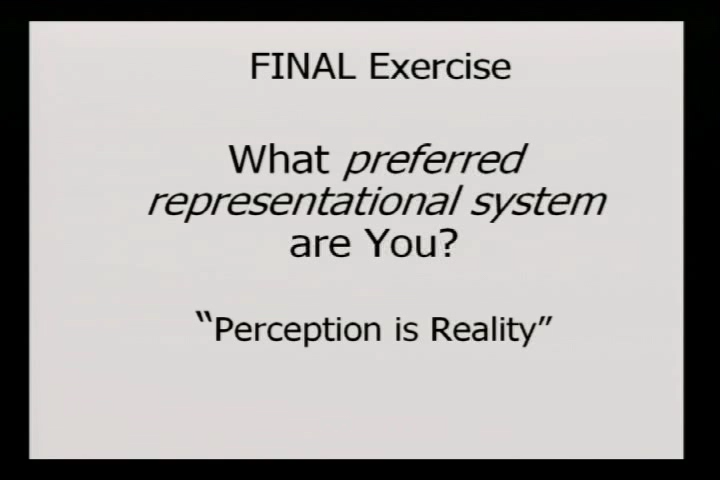 FINAL Exercise
What preferred
representational system
are You?
“Perception is Reality”